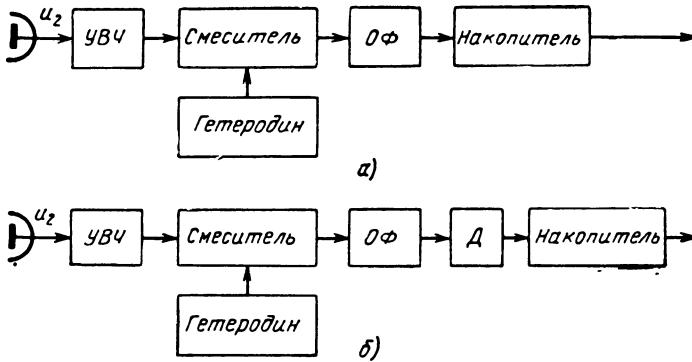 u₂
УВЧ
Смеситель
ОФ
Накопитель
Гетеродин
а)
u₂
УВЧ
Смеситель
ОФ
Д
Накопитель
Гетеродин
б)